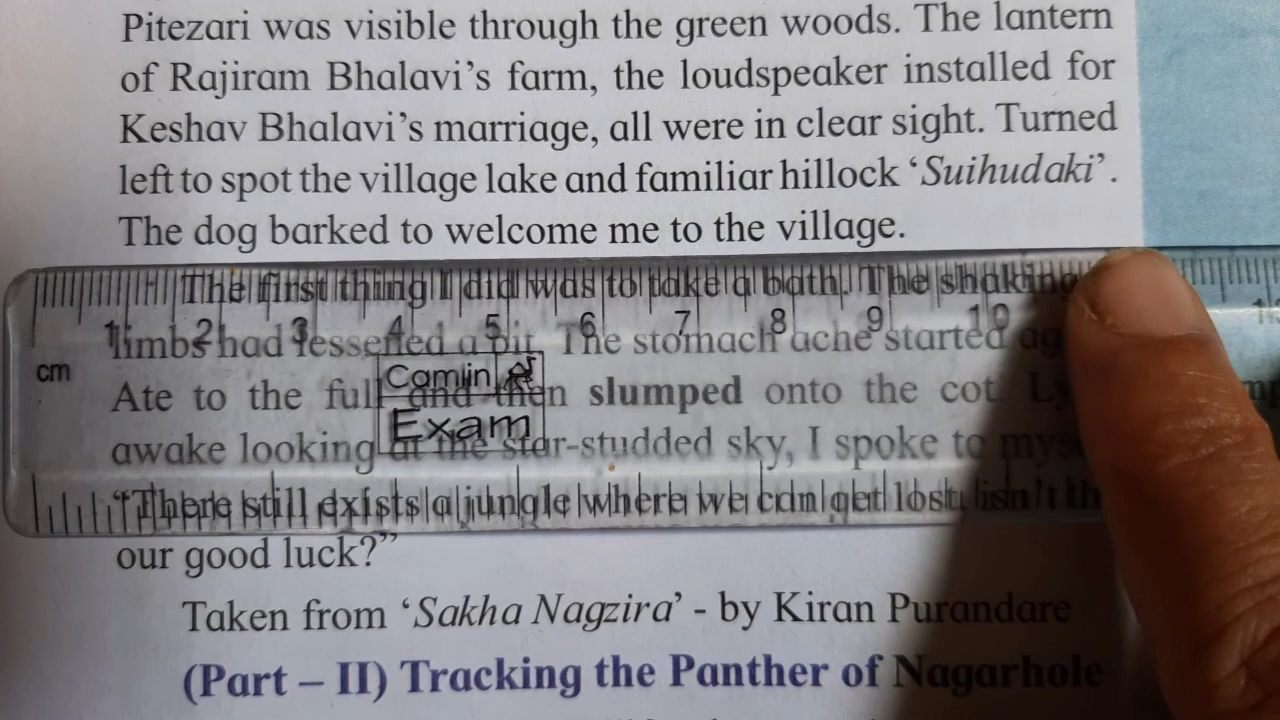 Pitezari was visible through the green woods. The lantern
of Rajiram Bhalavi's farm, the loudspeaker installed for
Keshav Bhalavi's marriage, all were in clear sight. Turned
left to spot the village lake and familiar hillock ‘Suihudaki’.
The dog barked to welcome me to the village.
The first thing I did was to take a bath. The shaking
1 2 3 4 5 6 7 8 9 10
limbs had lessened a bit. The stomach ache started
cm
Camlin
Ate to the full and then slumped onto the cot.
Exam
awake looking at the star-studded sky, I spoke to
“There still exists a jungle where we can get lost, isn't
our good luck?”
Taken from ‘Sakha Nagzira’ - by Kiran Purandare
(Part – II) Tracking the Panther of Nagarhole